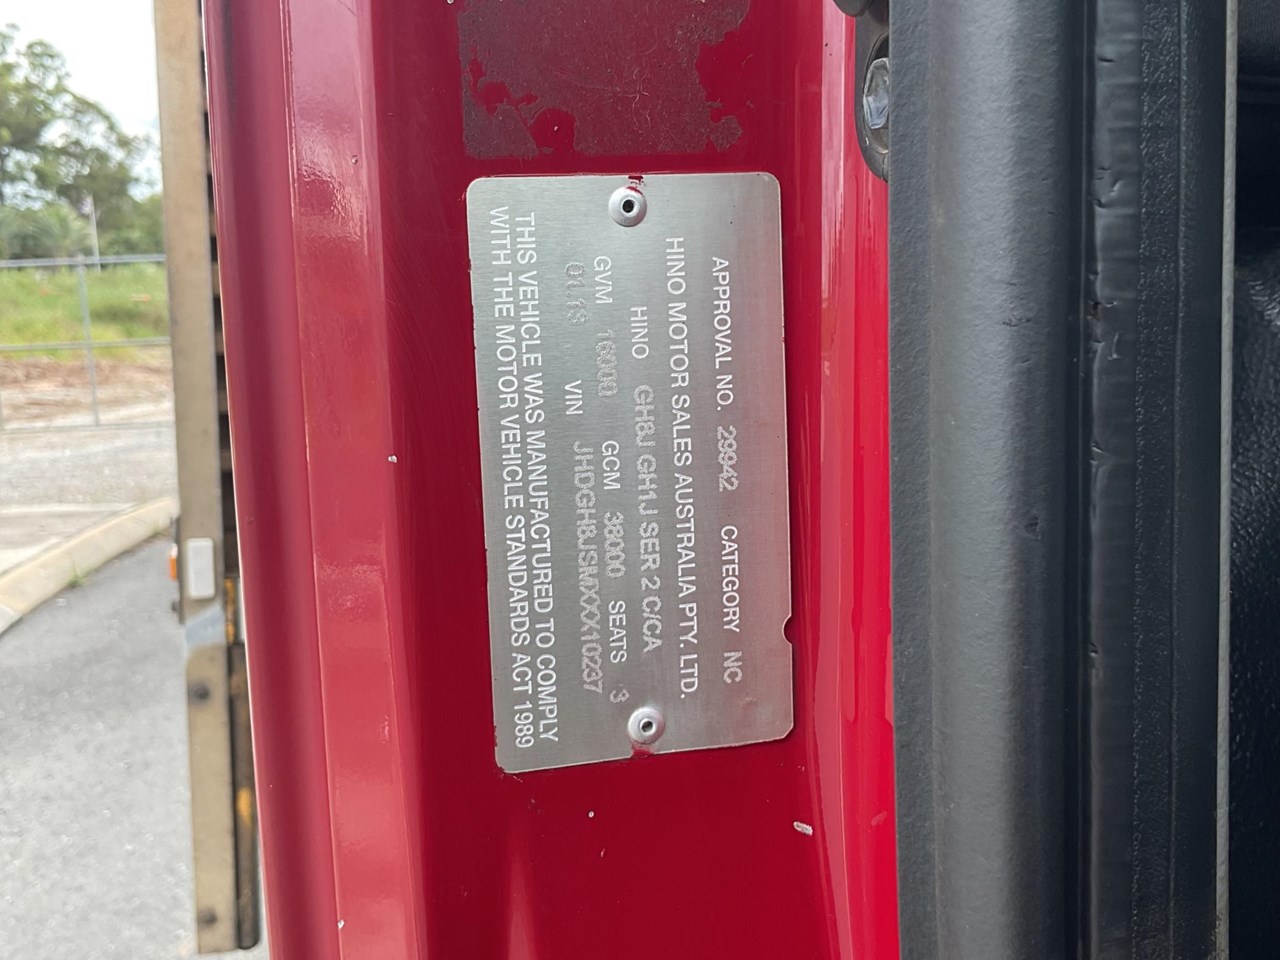 APPROVAL NO. 29942 CATEGORY NC
HINO MOTOR SALES AUSTRALIA PTY. LTD.
HINO GH8J GH1J SER 2 C/CA
GVM 16000 GCM 38000 SEATS 3
01.13 VIN JHDGH8JSMXXX10237
THIS VEHICLE WAS MANUFACTURED TO COMPLY
WITH THE MOTOR VEHICLE STANDARDS ACT 1989